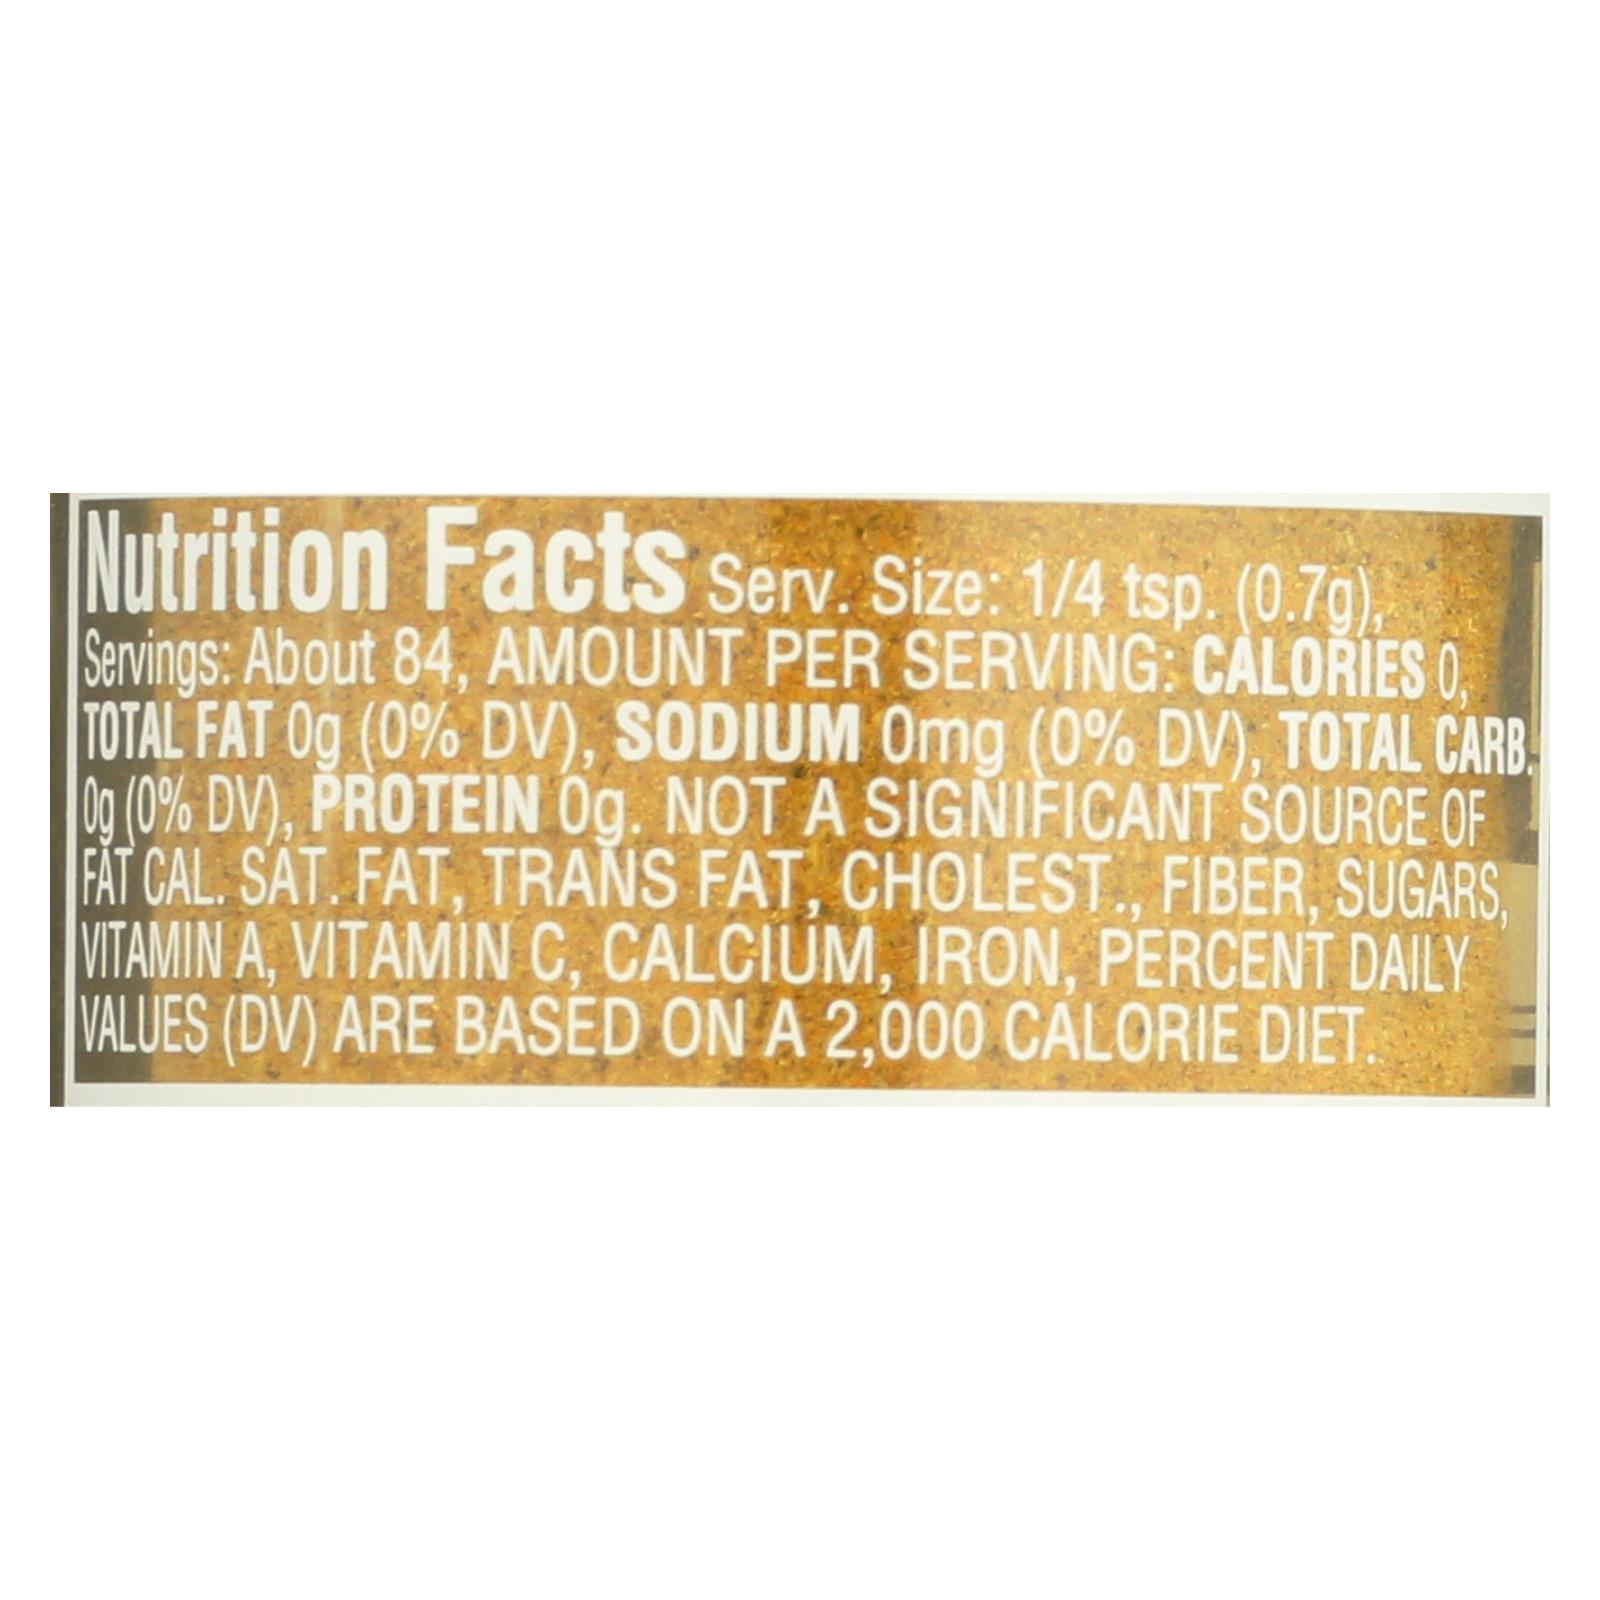 Nutrition Facts Serv. Size: 1/4 tsp. (0.7g),
Servings: About 84, AMOUNT PER SERVING: CALORIES 0,
TOTAL FAT 0g (0% DV), SODIUM 0mg (0% DV), TOTAL CARB.
0g (0% DV), PROTEIN 0g. NOT A SIGNIFICANT SOURCE OF
FAT CAL. SAT. FAT, TRANS FAT, CHOLEST., FIBER, SUGARS,
VITAMIN A, VITAMIN C, CALCIUM, IRON, PERCENT DAILY
VALUES (DV) ARE BASED ON A 2,000 CALORIE DIET.